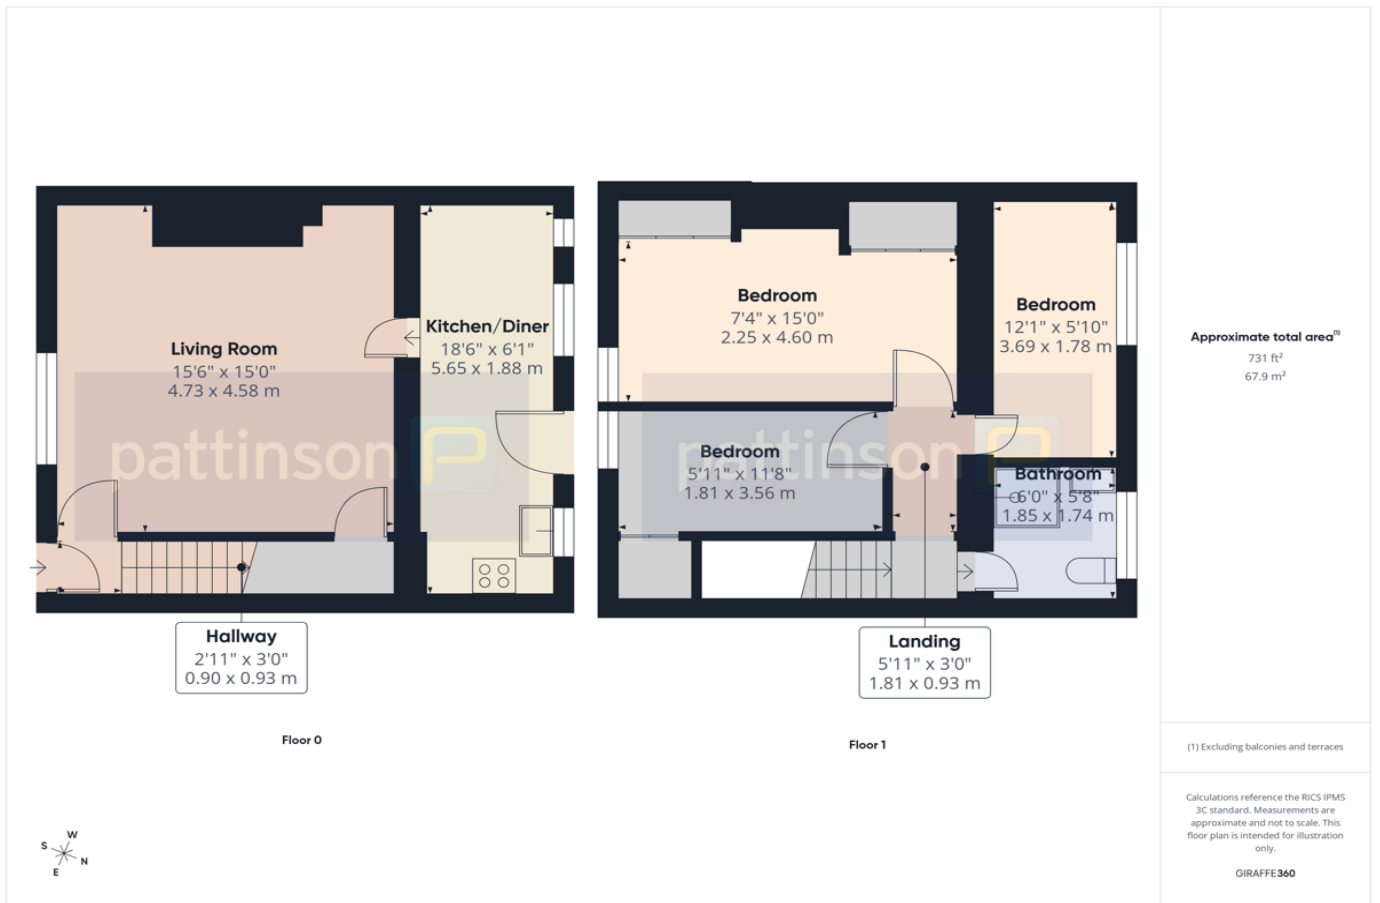 Living Room
15'6" x 15'0"
4.73 x 4.58 m
Kitchen/Diner
18'6" x 6'1"
5.65 x 1.88 m
pattinson
Hallway
2'11" x 3'0"
0.90 x 0.93 m
Floor 0
Bedroom
7'4" x 15'0"
2.25 x 4.60 m
Bedroom
12'1" x 5'10"
3.69 x 1.78 m
Bedroom
5'11" x 11'8"
1.81 x 3.56 m
pattinson
Bathroom
6'0" x 5'8"
1.85 x 1.74 m
Landing
5'11" x 3'0"
1.81 x 0.93 m
Floor 1
W
S
N
E
Approximate total area(1)
731 ft²
67.9 m²
(1) Excluding balconies and terraces
Calculations reference the RICS IPMS
3C standard. Measurements are
approximate and not to scale. This
floor plan is intended for illustration
only.
GIRAFFE360